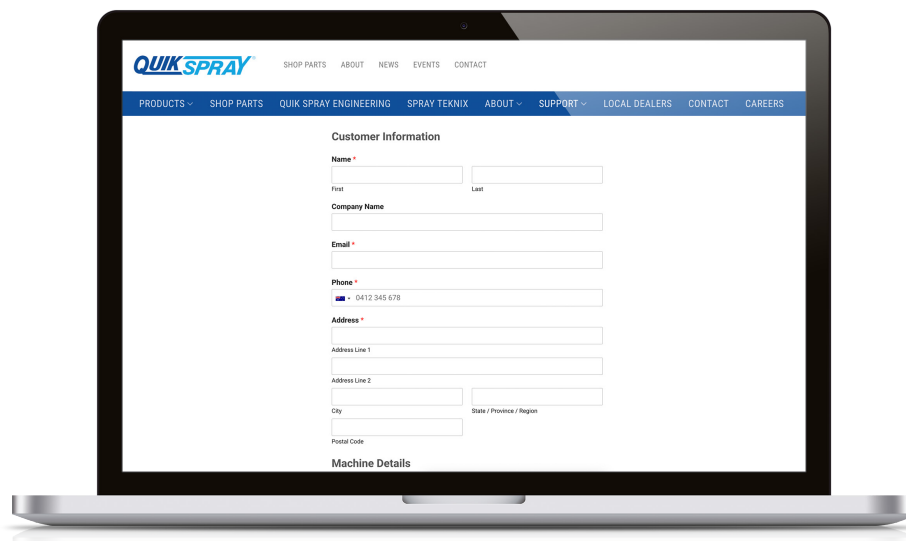 QUIK SPRAY®
SHOP PARTS ABOUT NEWS EVENTS CONTACT
PRODUCTS SHOP PARTS QUIK SPRAY ENGINEERING SPRAY TEKNIX ABOUT SUPPORT LOCAL DEALERS CONTACT CAREERS
Customer Information
Name *
First Last
Company Name
Email *
Phone *
0412 345 678
Address *
Address Line 1
Address Line 2
City State / Province / Region
Postal Code
Machine Details